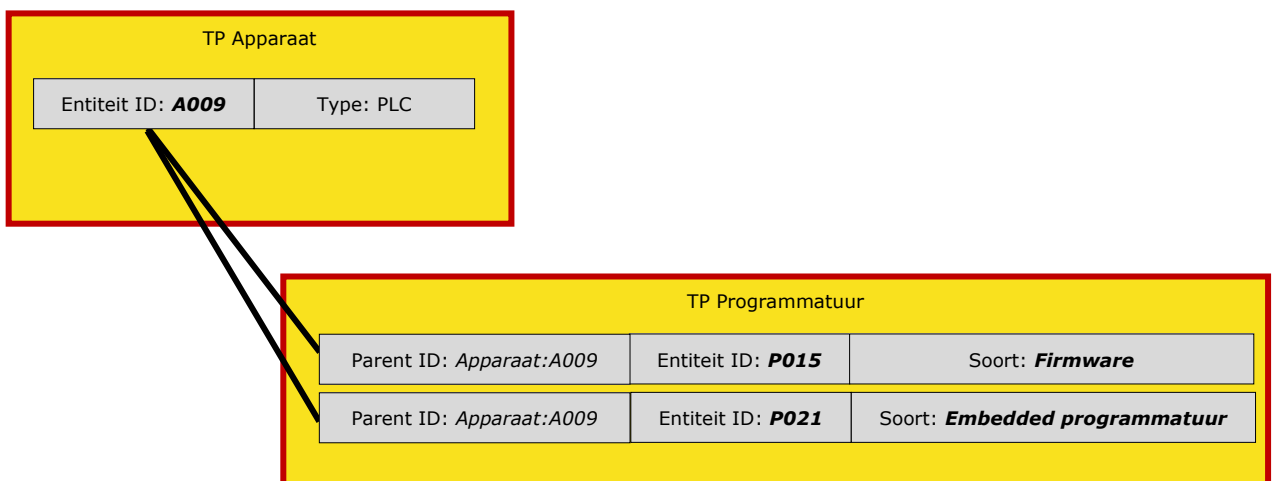 TP Apparaat
Entiteit ID: A009 Type: PLC
TP Programmatuur
Parent ID: Apparaat:A009 Entiteit ID: P015 Soort: Firmware
Parent ID: Apparaat:A009 Entiteit ID: P021 Soort: Embedded programmatuur